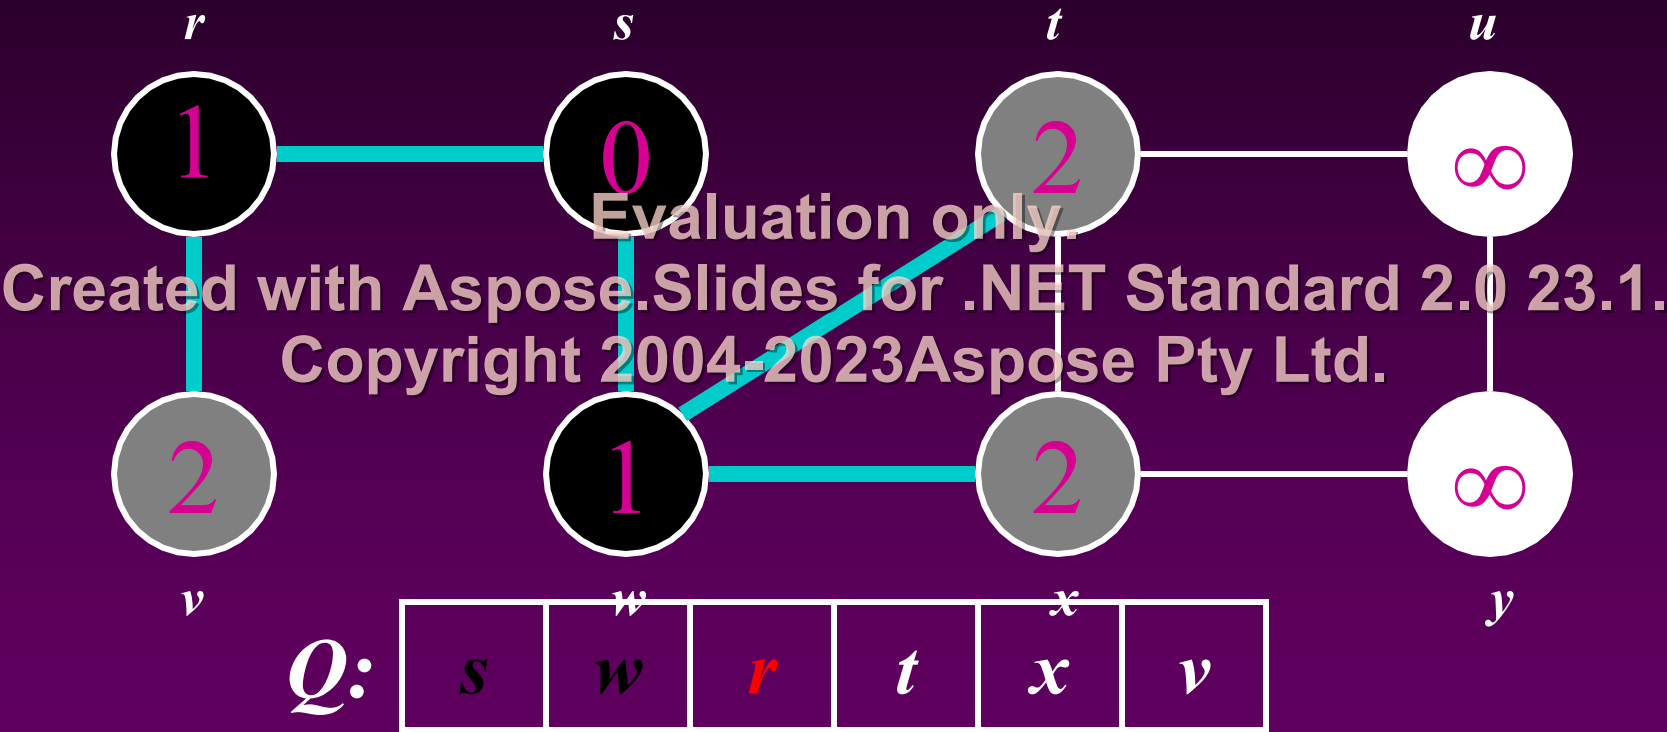 r s t u
1 0 2 ∞
Evaluation only.
Created with Aspose.Slides for .NET Standard 2.0 23.1.
Copyright 2004-2023Aspose Pty Ltd.
2 1 2 ∞
v w x y
Q: s w r t x v